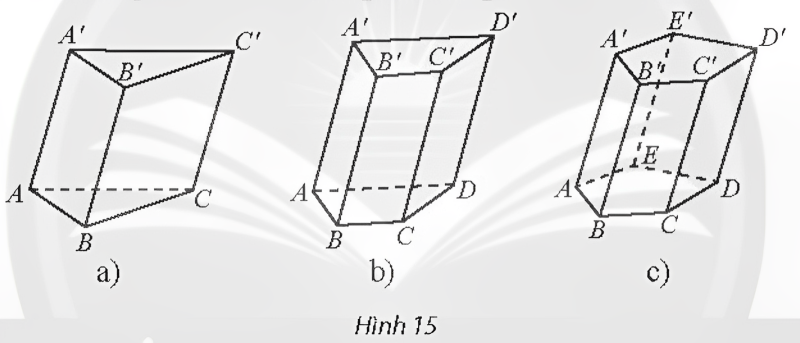 A' C' B' A C B
A' D' B' C' A D B C
E' A' D' B' C' E A D B C
a) b) c)
Hình 15